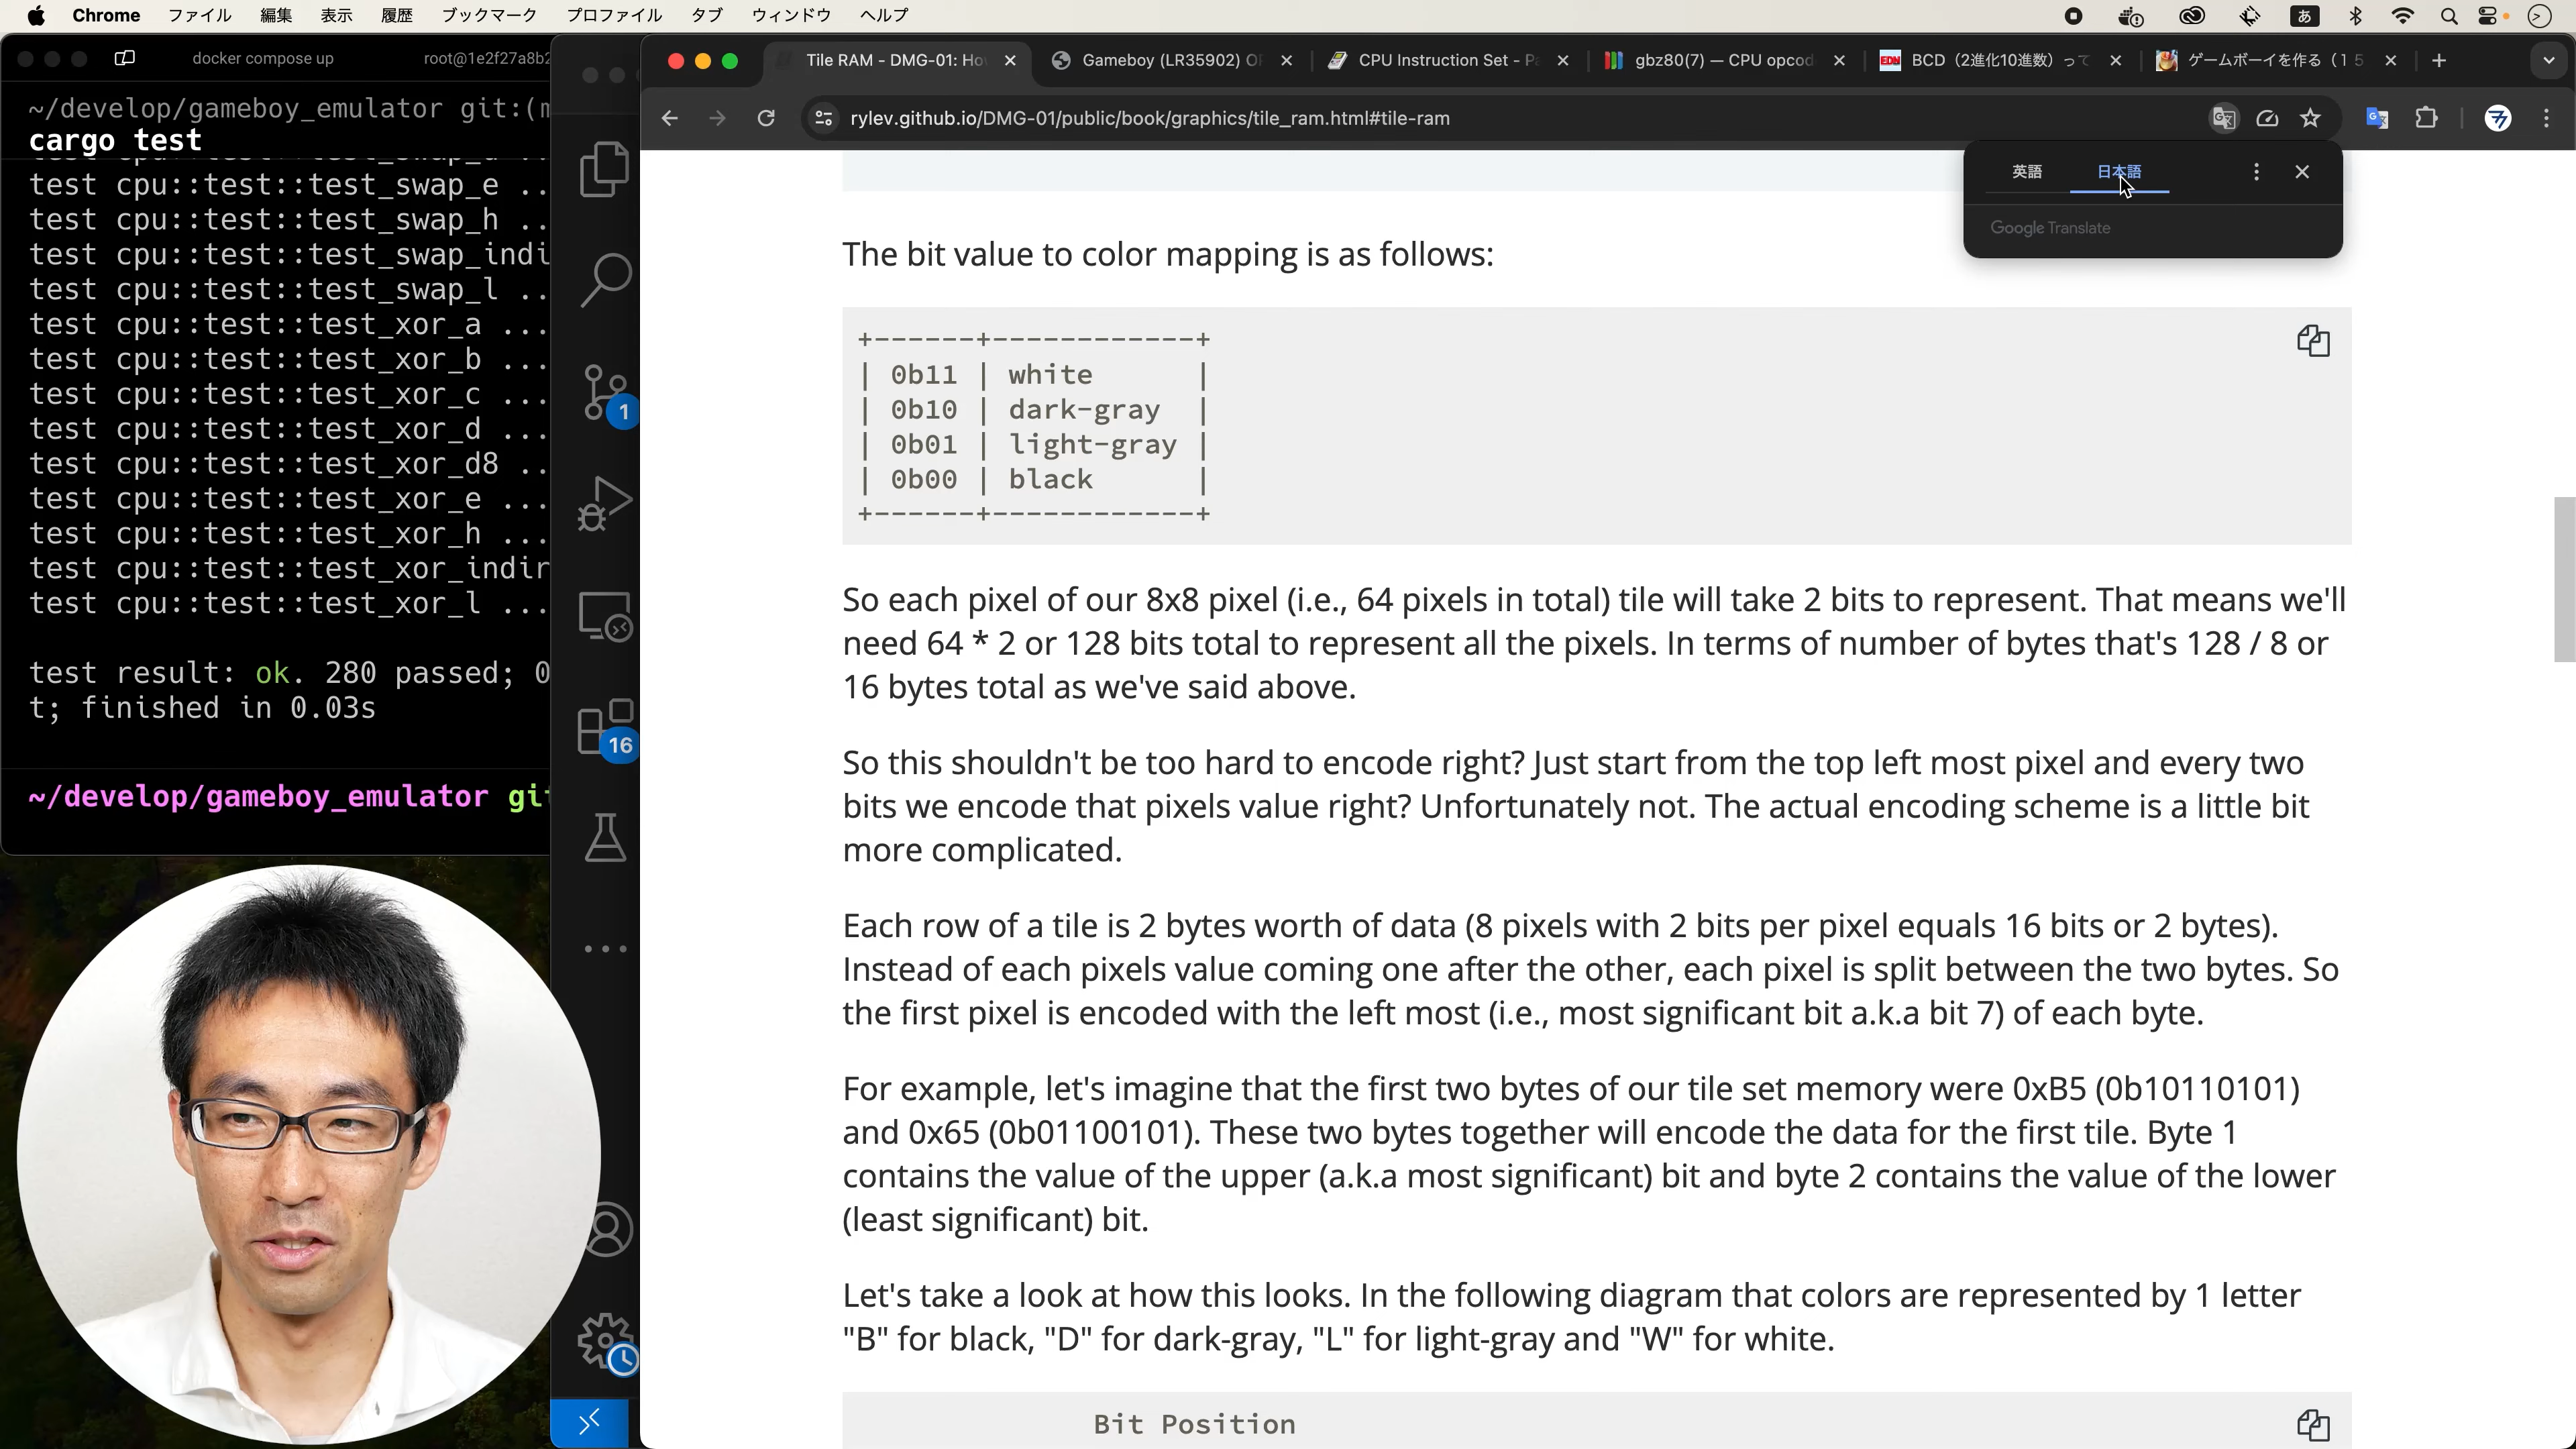 Chrome ファイル 編集 表示 履歴 ブックマーク プロファイル タブ ウィンドウ ヘルプ
あ
docker compose up root@1e2f27a8b2
~/develop/gameboy_emulator git:(m
cargo test
test cpu::test::test_swap_e ..
test cpu::test::test_swap_h ..
test cpu::test::test_swap_indi
test cpu::test::test_swap_l ..
test cpu::test::test_xor_a ...
test cpu::test::test_xor_b ...
test cpu::test::test_xor_c ...
test cpu::test::test_xor_d ...
test cpu::test::test_xor_d8 ..
test cpu::test::test_xor_e ...
test cpu::test::test_xor_h ...
test cpu::test::test_xor_indir
test cpu::test::test_xor_l ...
test result: ok. 280 passed; 0
t; finished in 0.03s
~/develop/gameboy_emulator git
1
16
Tile RAM - DMG-01: Ho
Gameboy (LR35902) O
CPU Instruction Set - P
gbz80(7) — CPU opcod
EDN BCD（2進化10進数）って
ゲームボーイを作る（１５
rylev.github.io/DMG-01/public/book/graphics/tile_ram.html#tile-ram
英語 日本語
Google Translate
The bit value to color mapping is as follows:
+------+------------+
| 0b11 | white      |
| 0b10 | dark-gray  |
| 0b01 | light-gray |
| 0b00 | black      |
+------+------------+
So each pixel of our 8x8 pixel (i.e., 64 pixels in total) tile will take 2 bits to represent. That means we'll
need 64 * 2 or 128 bits total to represent all the pixels. In terms of number of bytes that's 128 / 8 or
16 bytes total as we've said above.
So this shouldn't be too hard to encode right? Just start from the top left most pixel and every two
bits we encode that pixels value right? Unfortunately not. The actual encoding scheme is a little bit
more complicated.
Each row of a tile is 2 bytes worth of data (8 pixels with 2 bits per pixel equals 16 bits or 2 bytes).
Instead of each pixels value coming one after the other, each pixel is split between the two bytes. So
the first pixel is encoded with the left most (i.e., most significant bit a.k.a bit 7) of each byte.
For example, let's imagine that the first two bytes of our tile set memory were 0xB5 (0b10110101)
and 0x65 (0b01100101). These two bytes together will encode the data for the first tile. Byte 1
contains the value of the upper (a.k.a most significant) bit and byte 2 contains the value of the lower
(least significant) bit.
Let's take a look at how this looks. In the following diagram that colors are represented by 1 letter
"B" for black, "D" for dark-gray, "L" for light-gray and "W" for white.
Bit Position